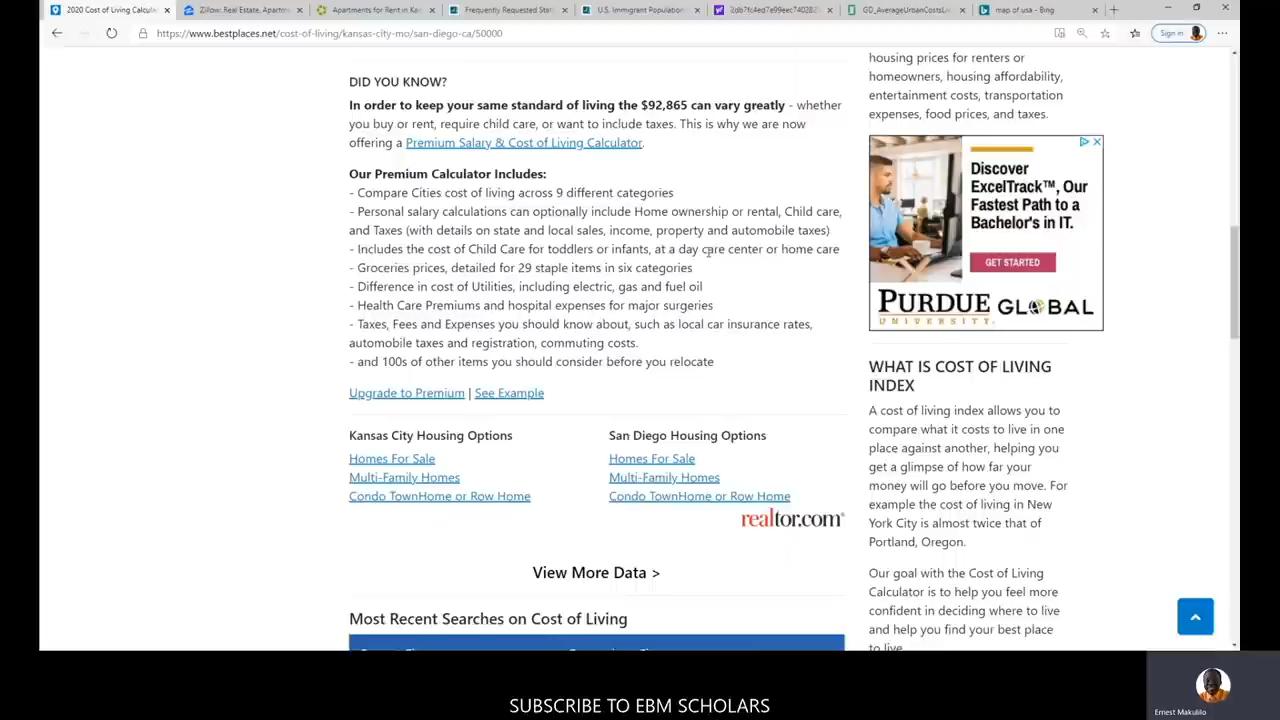 2020 Cost of Living Calcula
Zillow: Real Estate, Apartme
Apartments for Rent in Kan
Frequently Requested Stati
U.S. Immigrant Population
GD_AverageUrbanCostsLiv
map of usa - Bing
https://www.bestplaces.net/cost-of-living/kansas-city-mo/san-diego-ca/50000
Sign in
DID YOU KNOW?
In order to keep your same standard of living the $92,865 can vary greatly - whether
you buy or rent, require child care, or want to include taxes. This is why we are now
offering a Premium Salary & Cost of Living Calculator.
Our Premium Calculator Includes:
- Compare Cities cost of living across 9 different categories
- Personal salary calculations can optionally include Home ownership or rental, Child care,
and Taxes (with details on state and local sales, income, property and automobile taxes)
- Includes the cost of Child Care for toddlers or infants, at a day care center or home care
- Groceries prices, detailed for 29 staple items in six categories
- Difference in cost of Utilities, including electric, gas and fuel oil
- Health Care Premiums and hospital expenses for major surgeries
- Taxes, Fees and Expenses you should know about, such as local car insurance rates,
automobile taxes and registration, commuting costs.
- and 100s of other items you should consider before you relocate
Upgrade to Premium | See Example
Kansas City Housing Options
Homes For Sale
Multi-Family Homes
Condo TownHome or Row Home
San Diego Housing Options
Homes For Sale
Multi-Family Homes
Condo TownHome or Row Home
realtor.com®
View More Data >
Most Recent Searches on Cost of Living
housing prices for renters or
homeowners, housing affordability,
entertainment costs, transportation
expenses, food prices, and taxes.
Discover
ExcelTrack™, Our
Fastest Path to a
Bachelor's in IT.
GET STARTED
PURDUE GLOBAL
UNIVERSITY
WHAT IS COST OF LIVING
INDEX
A cost of living index allows you to
compare what it costs to live in one
place against another, helping you
get a glimpse of how far your
money will go before you move. For
example the cost of living in New
York City is almost twice that of
Portland, Oregon.
Our goal with the Cost of Living
Calculator is to help you feel more
confident in deciding where to live
and help you find your best place
to live.
SUBSCRIBE TO EBM SCHOLARS
Ernest Makulilo